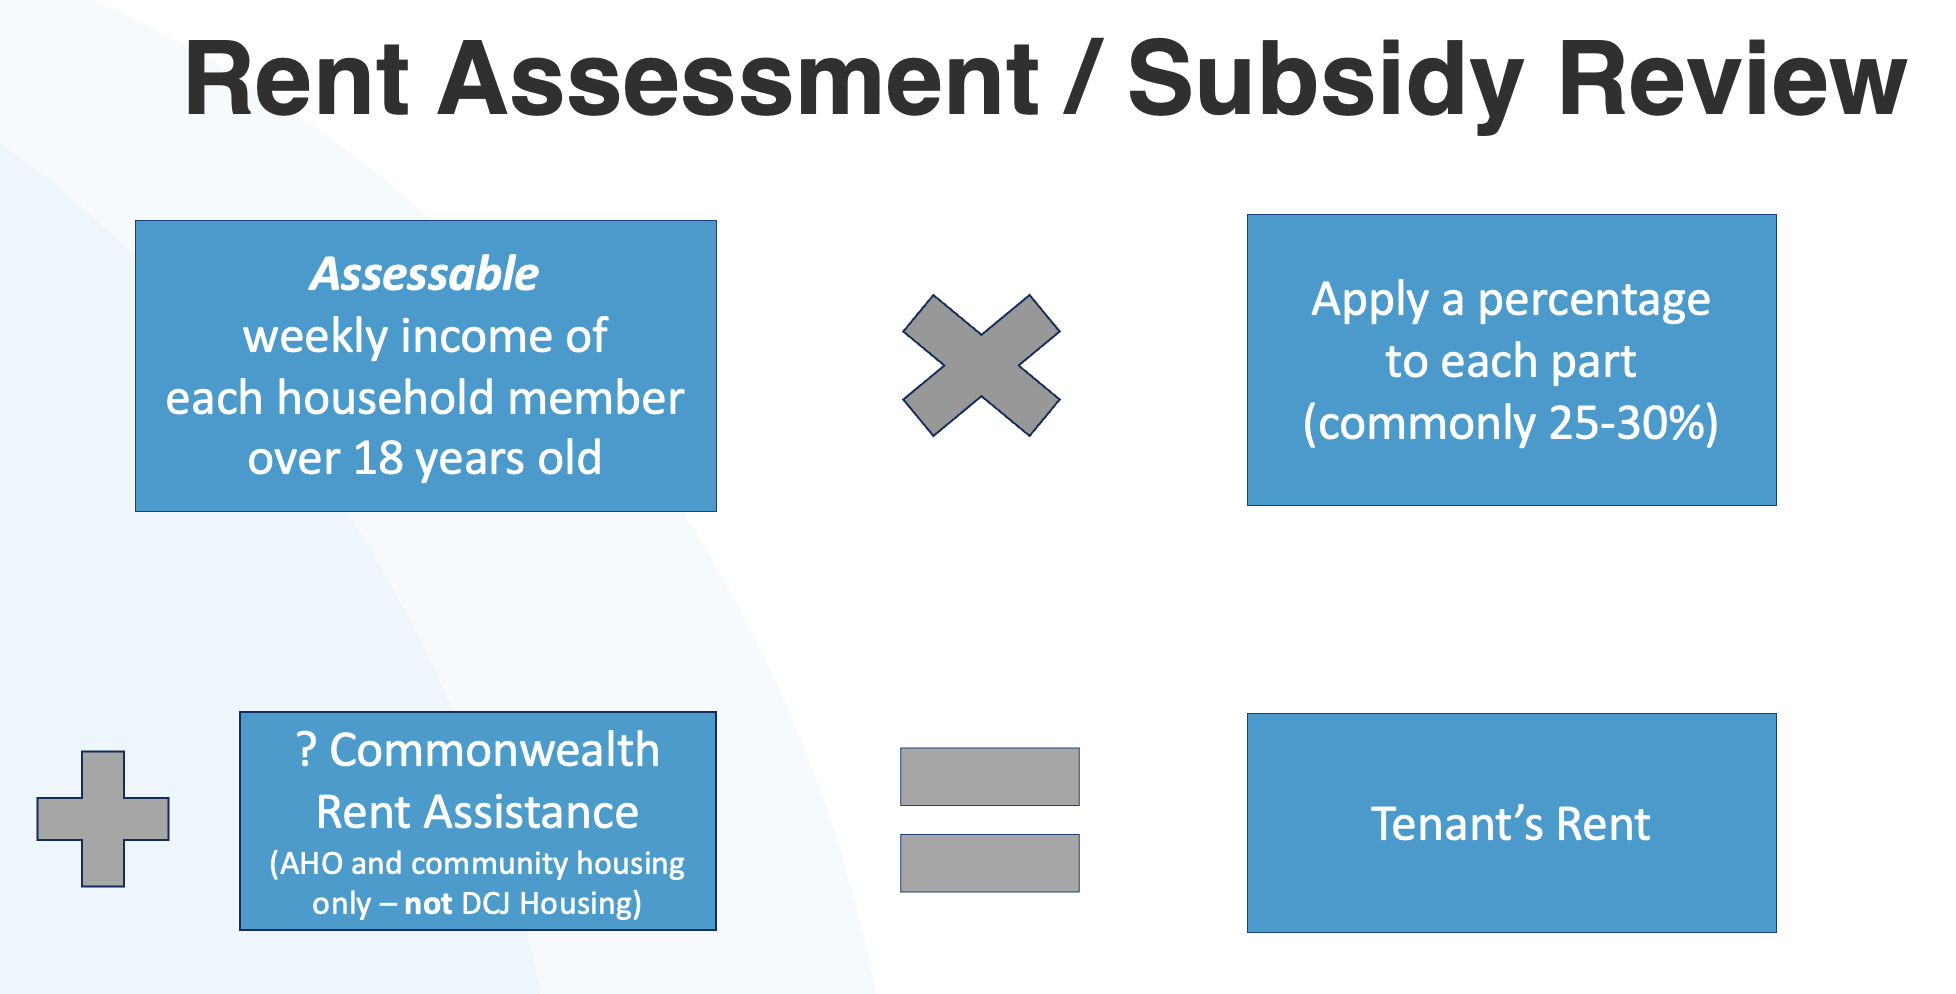 Rent Assessment / Subsidy Review
Assessable
weekly income of
each household member
over 18 years old
Apply a percentage
to each part
(commonly 25-30%)
? Commonwealth
Rent Assistance
(AHO and community housing
only – not DCJ Housing)
Tenant’s Rent